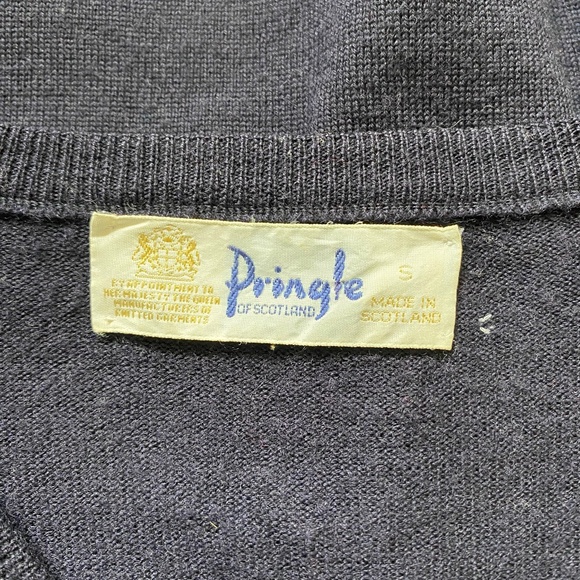 BY APPOINTMENT TO
HER MAJESTY THE QUEEN
MANUFACTURERS OF
KNITTED GARMENTS
Pringle
OF SCOTLAND
S
MADE IN
SCOTLAND